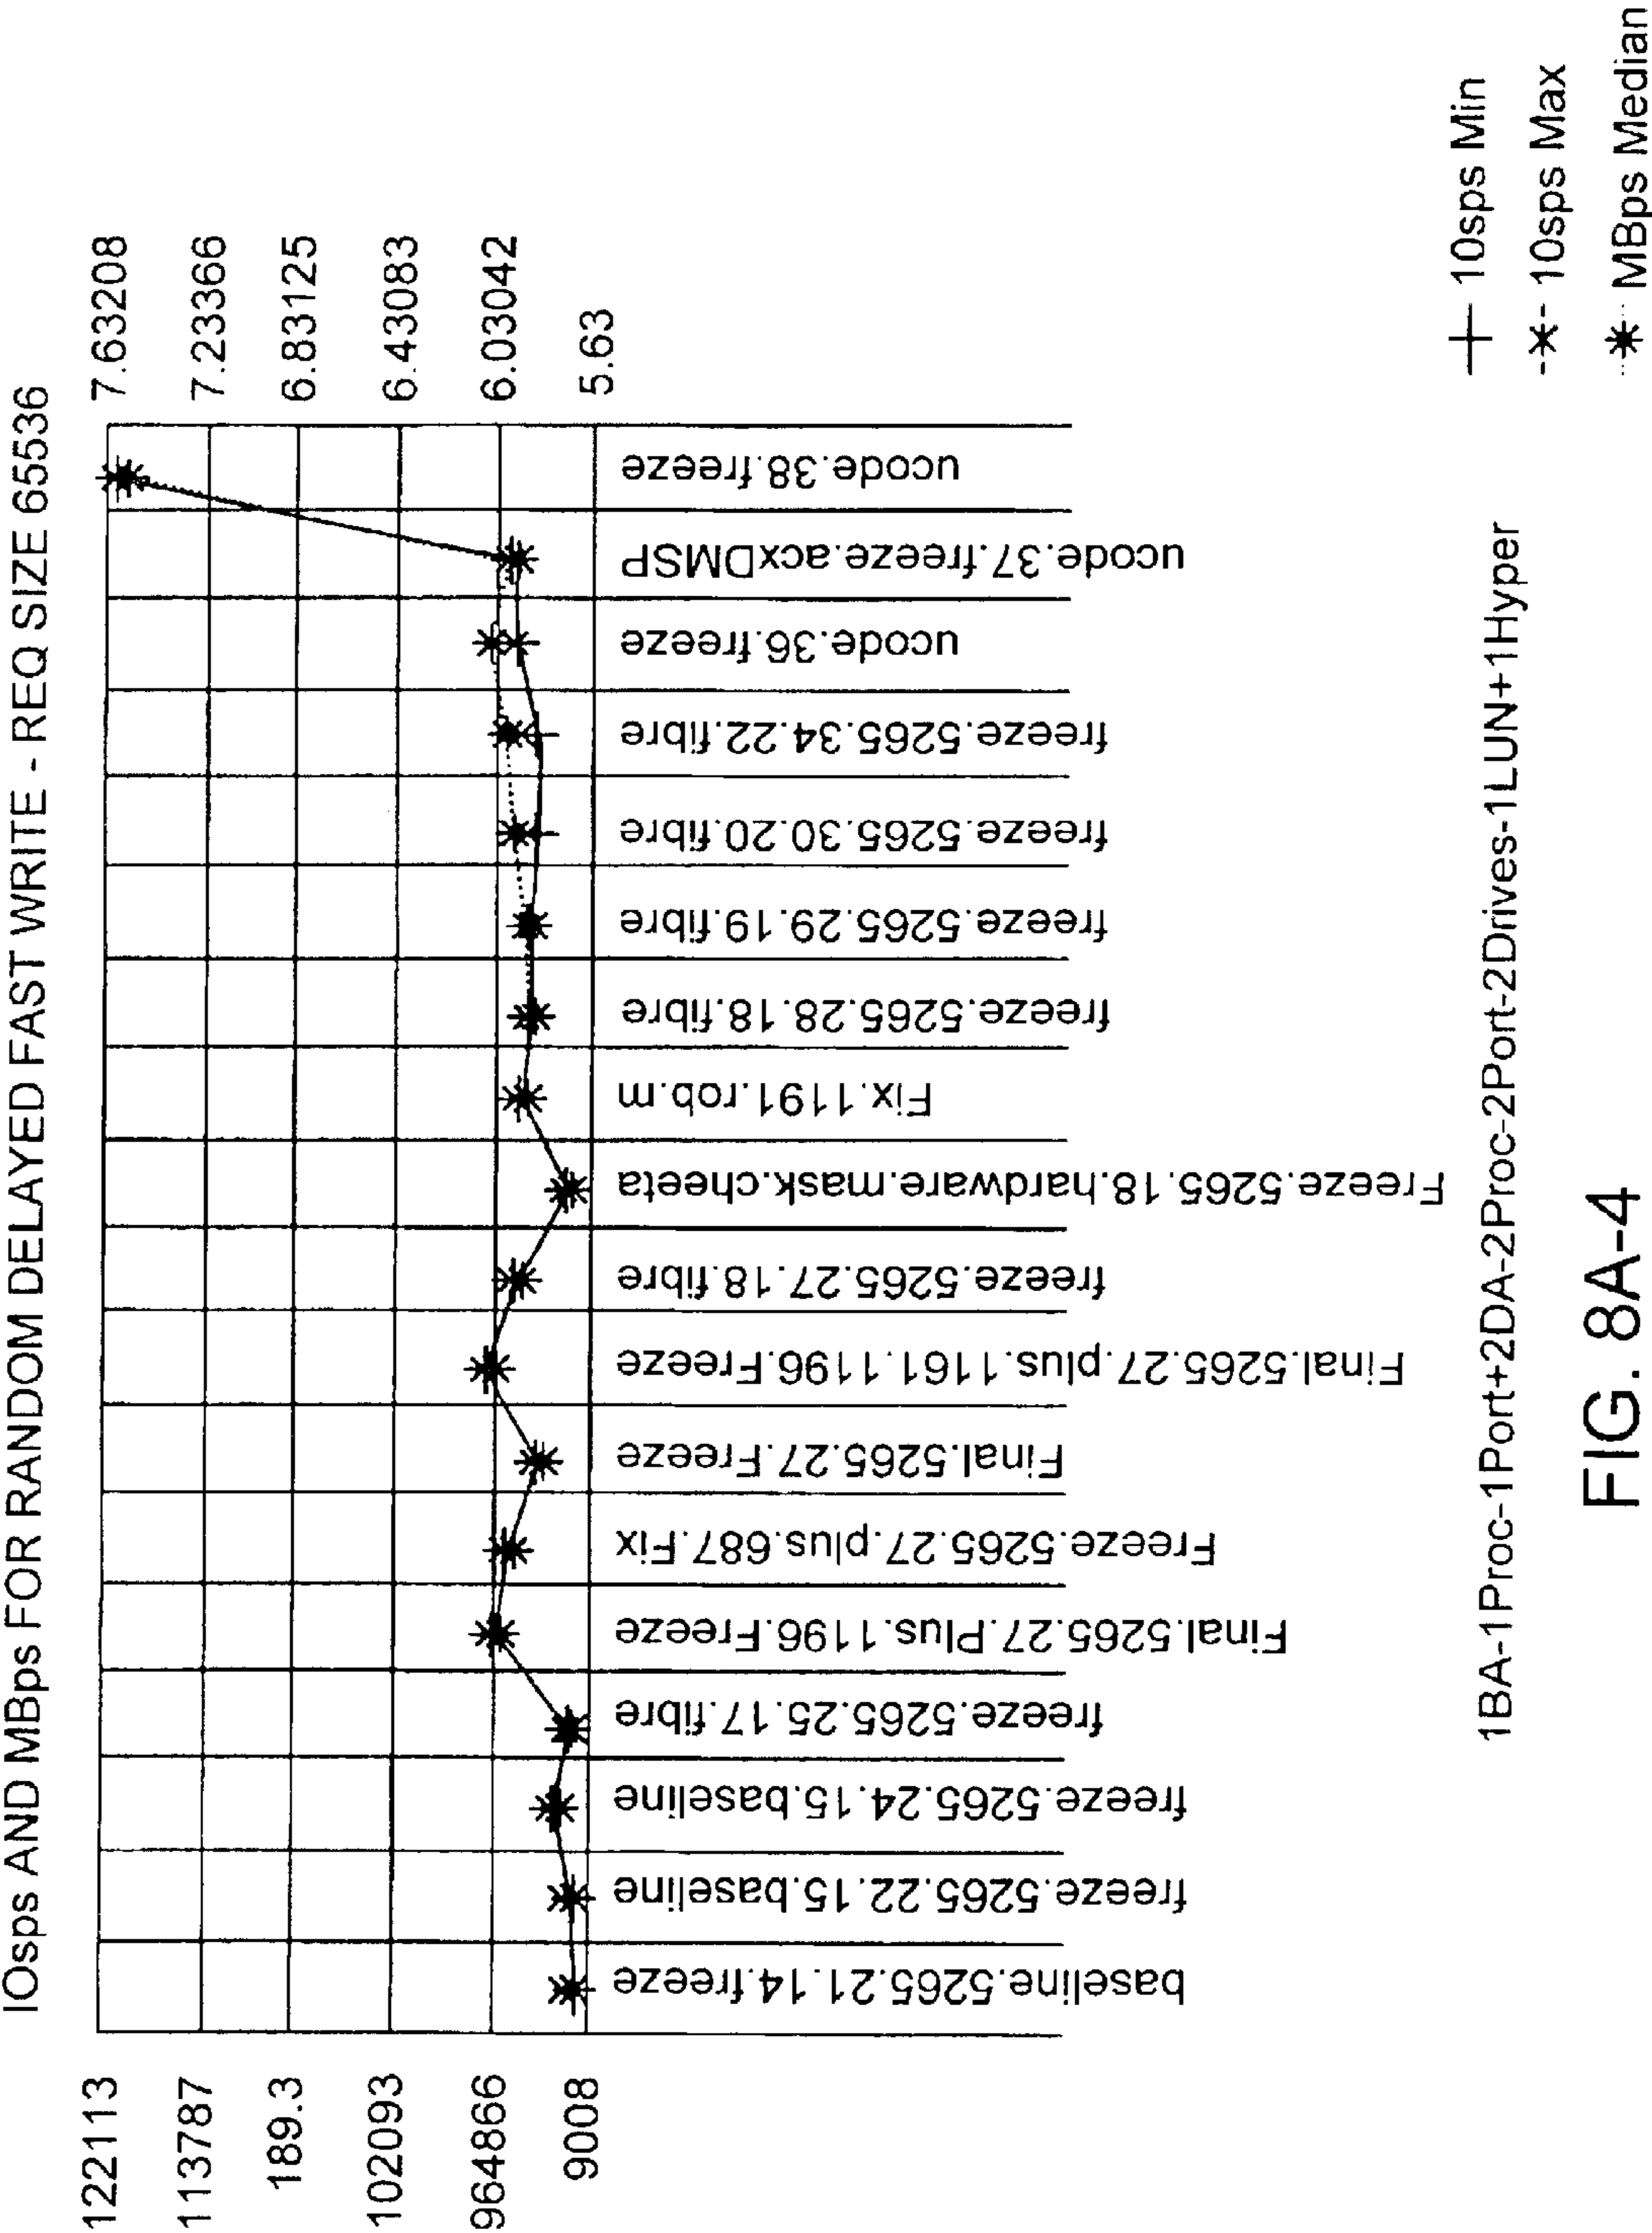 IOsps AND MBps FOR RANDOM DELAYED FAST WRITE - REQ SIZE 65536
122113
113787
189.3
102093
964866
9008
7.63208
7.23366
6.83125
6.43083
6.03042
5.63
baseline.5265.21.14.freeze
freeze.5265.22.15.baseline
freeze.5265.24.15.baseline
freeze.5265.25.17.fibre
Final.5265.27.Plus.1196.Freeze
Freeze.5265.27.plus.687.Fix
Final.5265.27.Freeze
Final.5265.27.plus.1161.1196.Freeze
freeze.5265.27.18.fibre
Freeze.5265.18.hardware.mask.cheeta
Fix.1191.rob.m
freeze.5265.28.18.fibre
freeze.5265.29.19.fibre
freeze.5265.30.20.fibre
freeze.5265.34.22.fibre
ucode.36.freeze
ucode.37.freeze.acxDMSP
ucode.38.freeze
10sps Min
10sps Max
MBps Median
1BA-1Proc-1Port+2DA-2Proc-2Port-2Drives-1LUN+1Hyper
FIG. 8A-4